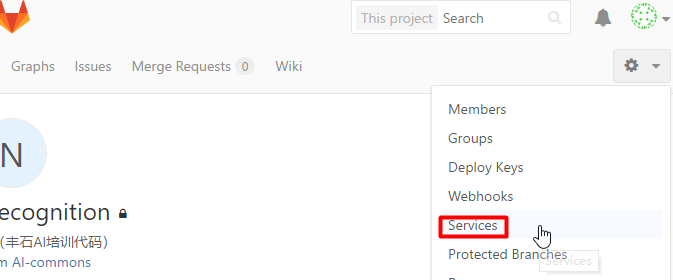 This project Search
Graphs Issues Merge Requests 0 Wiki
Members
Groups
Deploy Keys
Webhooks
Services
Protected Branches
Services
N
ecognition
(丰石AI培训代码)
m AI-commons